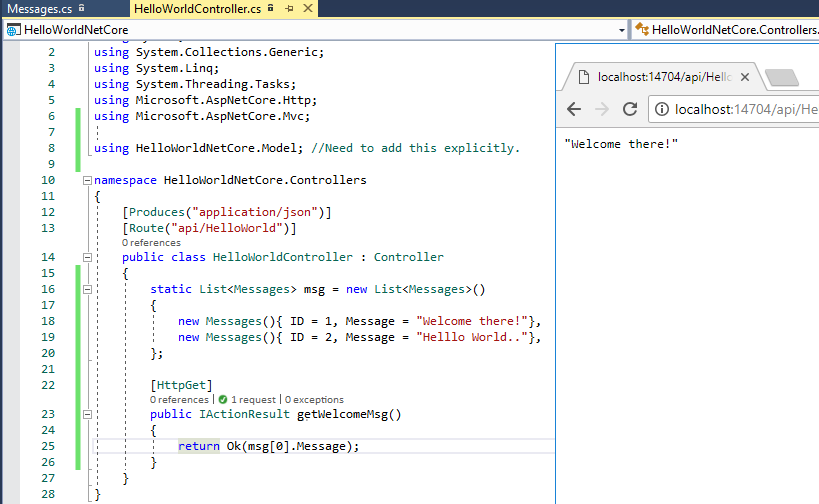 Messages.cs
HelloWorldController.cs
HelloWorldNetCore
HelloWorldNetCore.Controllers.
2 using System.Collections.Generic;
3 using System.Linq;
4 using System.Threading.Tasks;
5 using Microsoft.AspNetCore.Http;
6 using Microsoft.AspNetCore.Mvc;
7
8 using HelloWorldNetCore.Model; //Need to add this explicitly.
9
10 namespace HelloWorldNetCore.Controllers
11 {
12 [Produces("application/json")]
13 [Route("api/HelloWorld")]
0 references
14 public class HelloWorldController : Controller
15 {
16 static List<Messages> msg = new List<Messages>()
17 {
18 new Messages(){ ID = 1, Message = "Welcome there!"},
19 new Messages(){ ID = 2, Message = "Helllo World.."},
20 };
21
22 [HttpGet]
0 references | 1 request | 0 exceptions
23 public IActionResult getWelcomeMsg()
24 {
25 return Ok(msg[0].Message);
26 }
27 }
28 }
localhost:14704/api/Hello
localhost:14704/api/He
"Welcome there!"